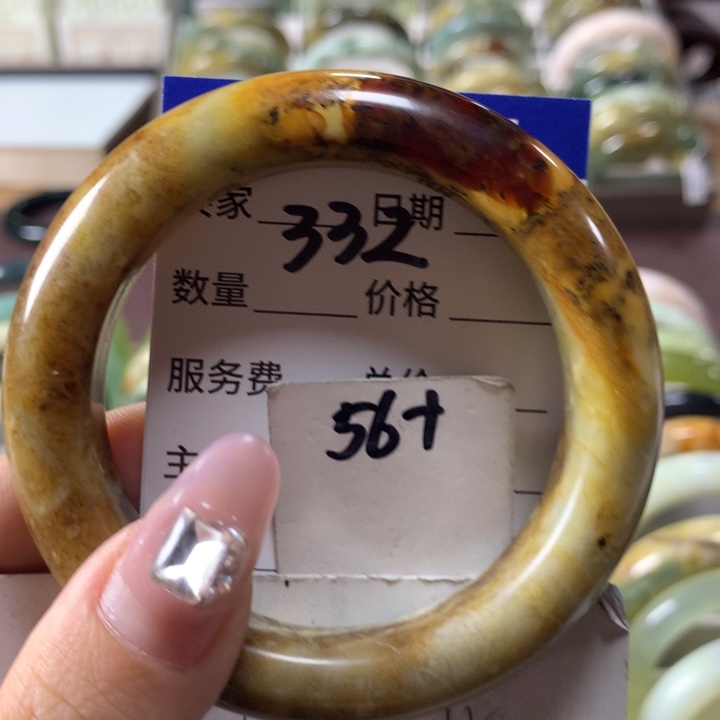 家 332 日期
数量 价格
服务费
56+
主